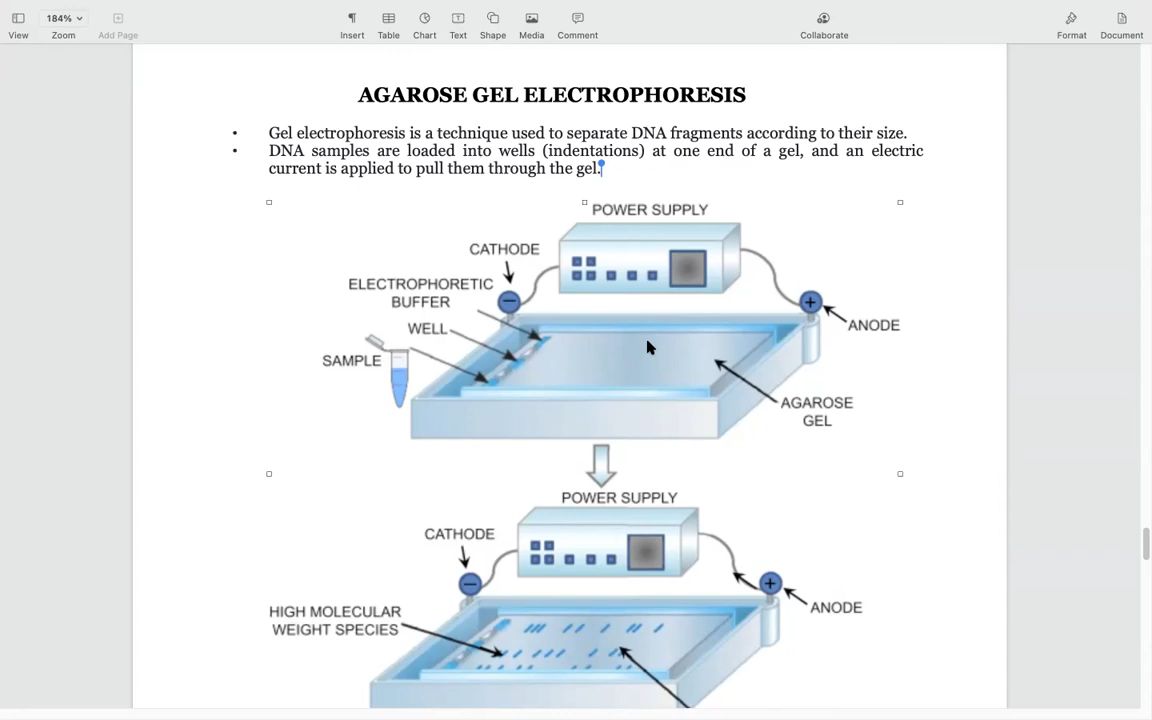 184%
View
Zoom
Add Page
Insert
Table
Chart
Text
Shape
Media
Comment
Collaborate
Format
Document
AGAROSE GEL ELECTROPHORESIS
• Gel electrophoresis is a technique used to separate DNA fragments according to their size.
• DNA samples are loaded into wells (indentations) at one end of a gel, and an electric
current is applied to pull them through the gel.
POWER SUPPLY
CATHODE
ELECTROPHORETIC
BUFFER
WELL
SAMPLE
ANODE
AGAROSE
GEL
POWER SUPPLY
CATHODE
ANODE
HIGH MOLECULAR
WEIGHT SPECIES